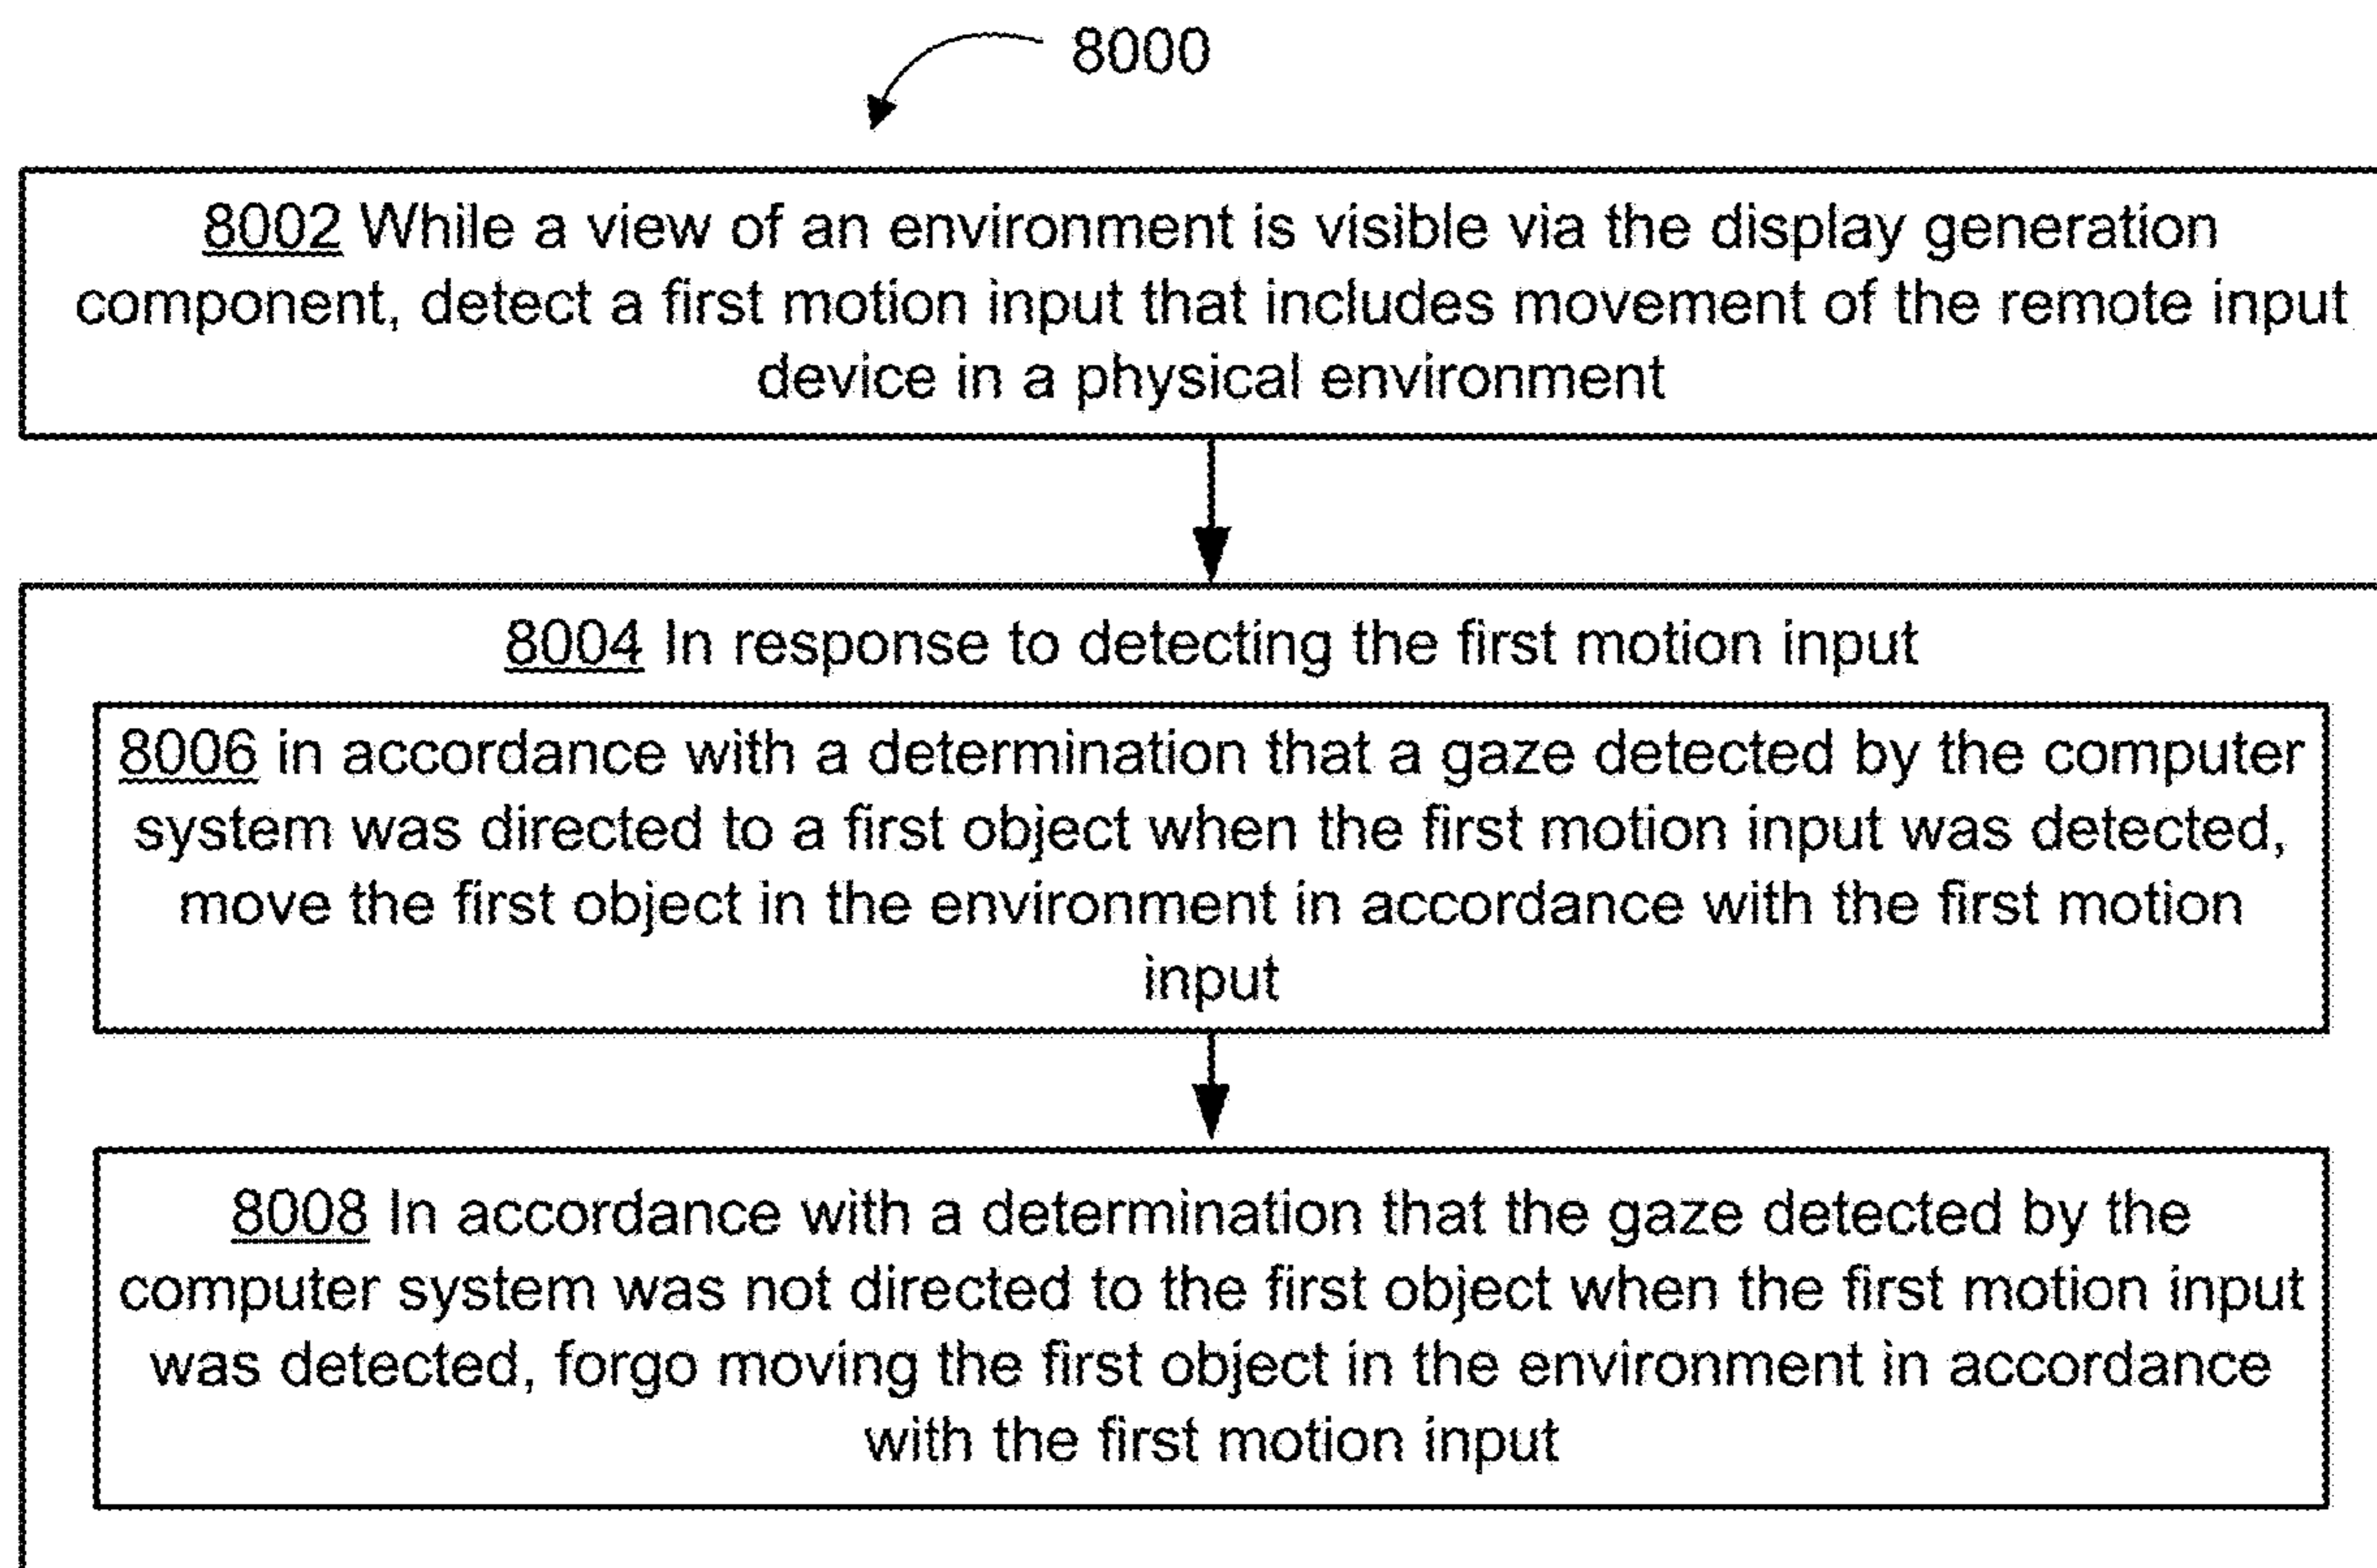 8000
8002 While a view of an environment is visible via the display generation
component, detect a first motion input that includes movement of the remote input
device in a physical environment
8004 In response to detecting the first motion input
8006 in accordance with a determination that a gaze detected by the computer
system was directed to a first object when the first motion input was detected,
move the first object in the environment in accordance with the first motion
input
8008 In accordance with a determination that the gaze detected by the
computer system was not directed to the first object when the first motion input
was detected, forgo moving the first object in the environment in accordance
with the first motion input